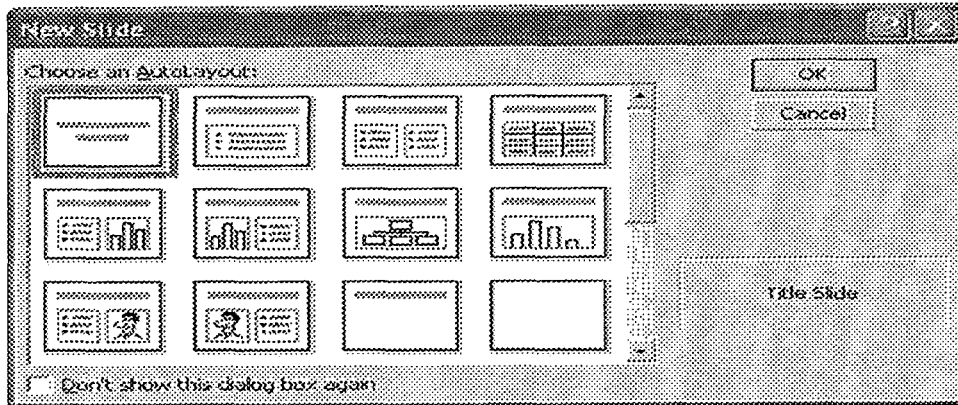 New Slide
Choose an AutoLayout:
OK
Cancel
Title Slide
Don't show this dialog box again